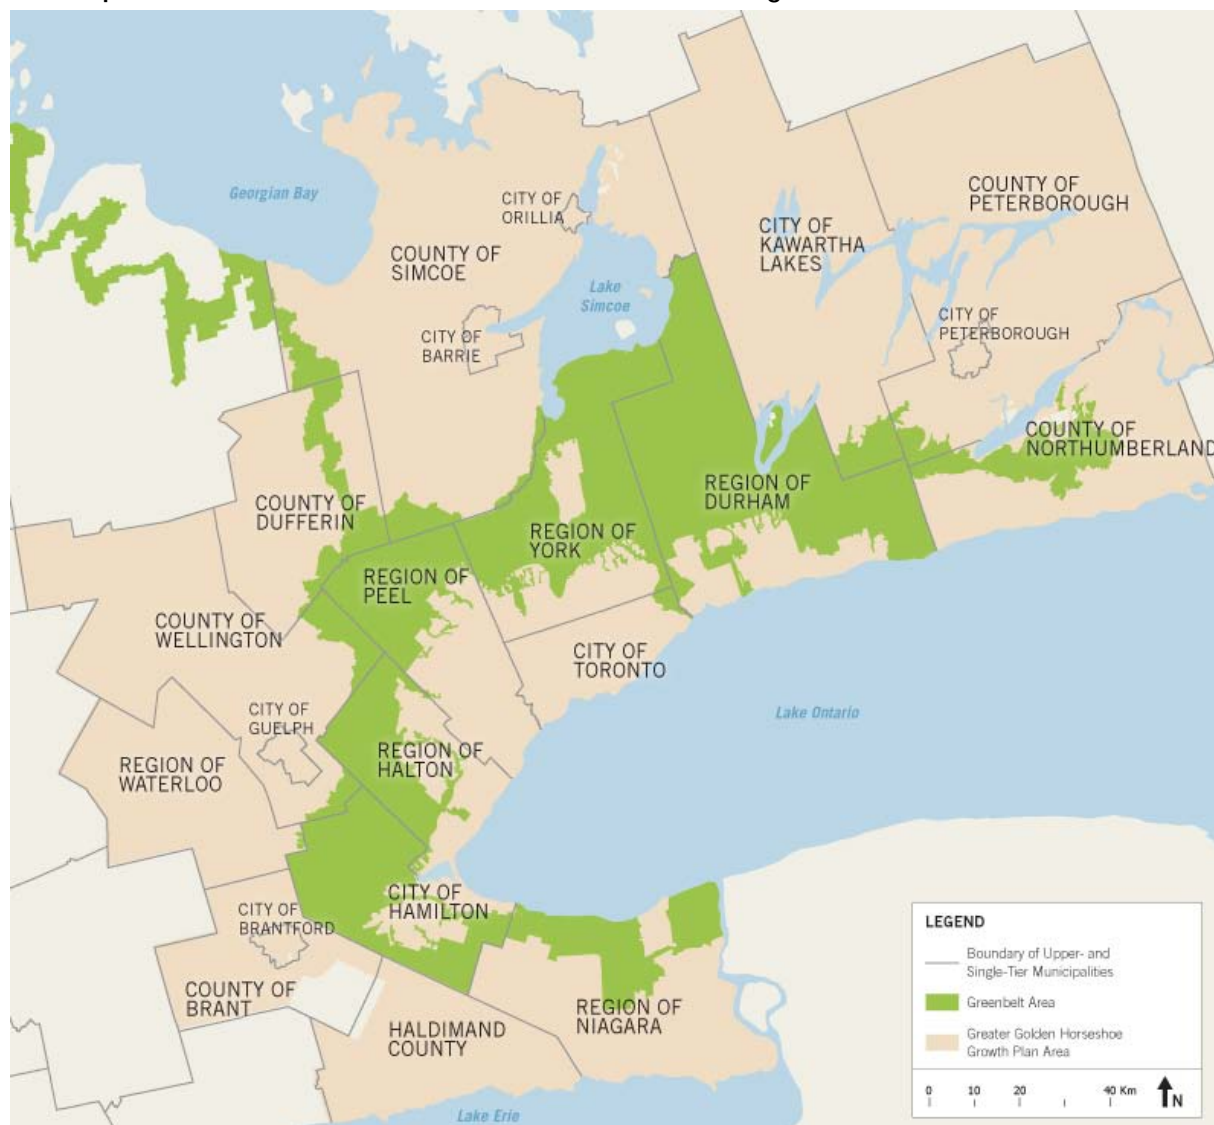 Georgian Bay
CITY OF
ORILLIA
COUNTY OF
PETERBOROUGH
CITY OF
KAWARTHA
LAKES
COUNTY OF
SIMCOE
Lake
Simcoe
CITY OF
PETERBOROUGH
CITY OF
BARRIE
COUNTY OF
NORTHUMBERLAND
REGION OF
DURHAM
COUNTY OF
DUFFERIN
REGION OF
YORK
REGION OF
PEEL
COUNTY OF
WELLINGTON
CITY OF
TORONTO
CITY OF
GUELPH
Lake Ontario
REGION OF
HALTON
REGION OF
WATERLOO
CITY OF
HAMILTON
CITY OF
BRANTFORD
COUNTY OF
BRANT
REGION OF
NIAGARA
HALDIMAND
COUNTY
Lake Erie
LEGEND
Boundary of Upper- and
Single-Tier Municipalities
Greenbelt Area
Greater Golden Horseshoe
Growth Plan Area
0 10 20 40 Km
N